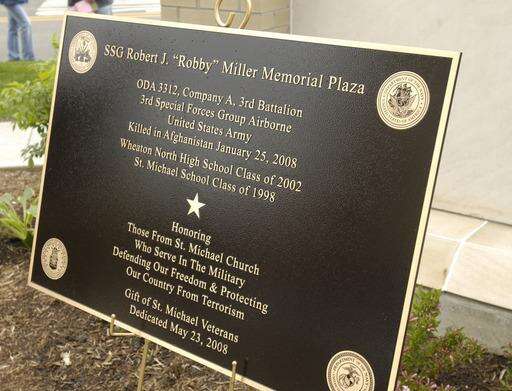 SSG Robert J. "Robby" Miller Memorial Plaza
ODA 3312, Company A, 3rd Battalion
3rd Special Forces Group Airborne
United States Army
Killed in Afghanistan January 25, 2008
Wheaton North High School Class of 2002
St. Michael School Class of 1998
Honoring
Those From St. Michael Church
Who Serve In The Military
Defending Our Freedom & Protecting
Our Country From Terrorism
Gift of St. Michael Veterans
Dedicated May 23, 2008